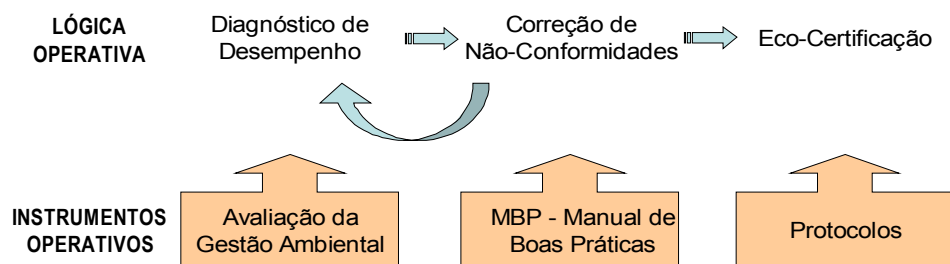 LÓGICA
OPERATIVA
Diagnóstico de
Desempenho
Correção de
Não-Conformidades
Eco-Certificação
INSTRUMENTOS
OPERATIVOS
Avaliação da
Gestão Ambiental
MBP - Manual de
Boas Práticas
Protocolos